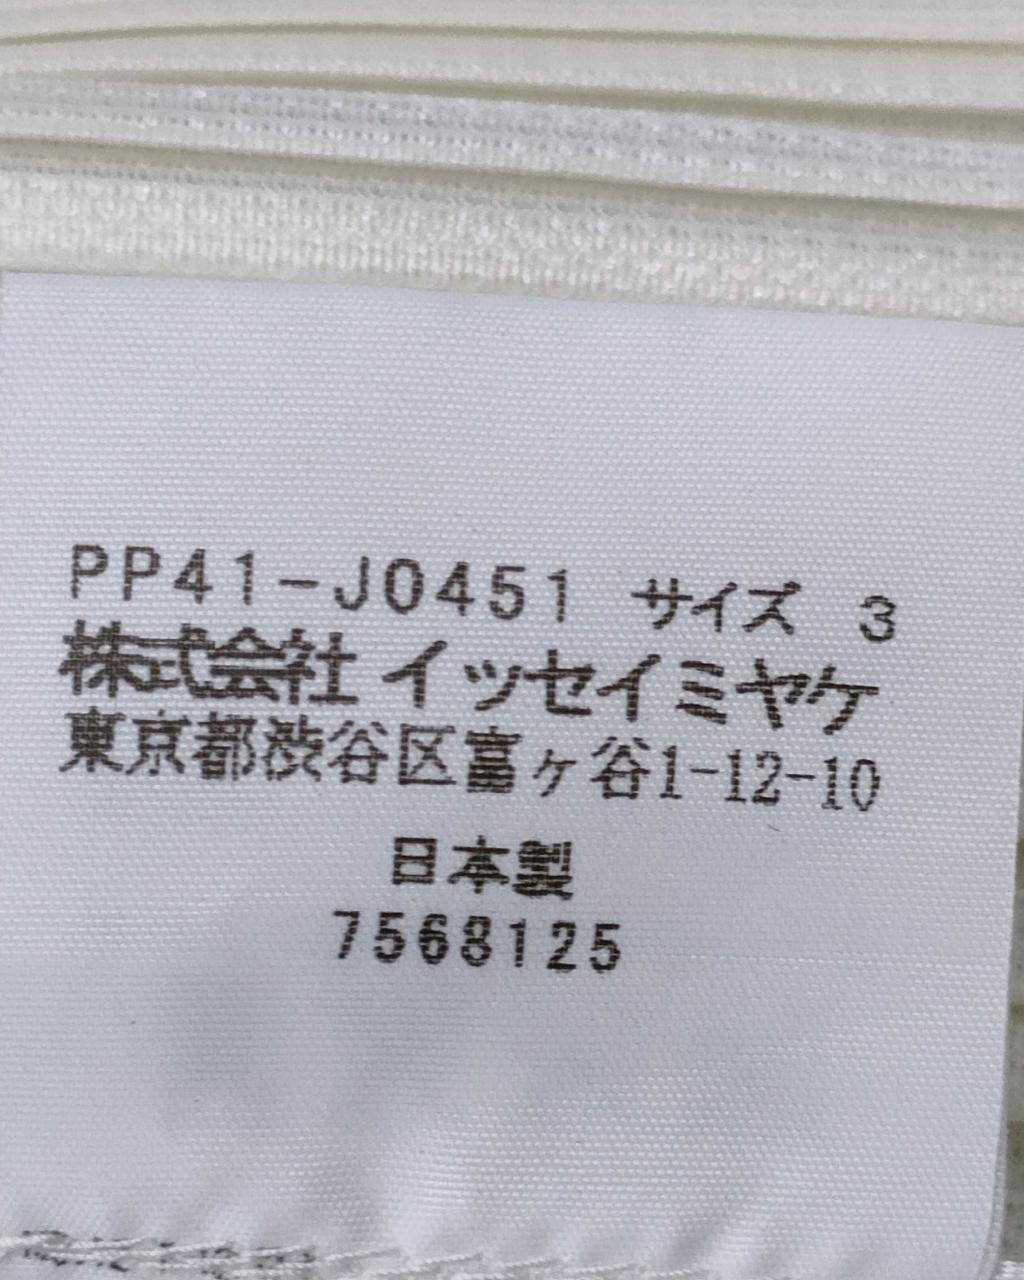 PP41-J0451 サイズ 3
株式会社 イッセイミヤケ
東京都渋谷区富ヶ谷1-12-10
日本製
7568125